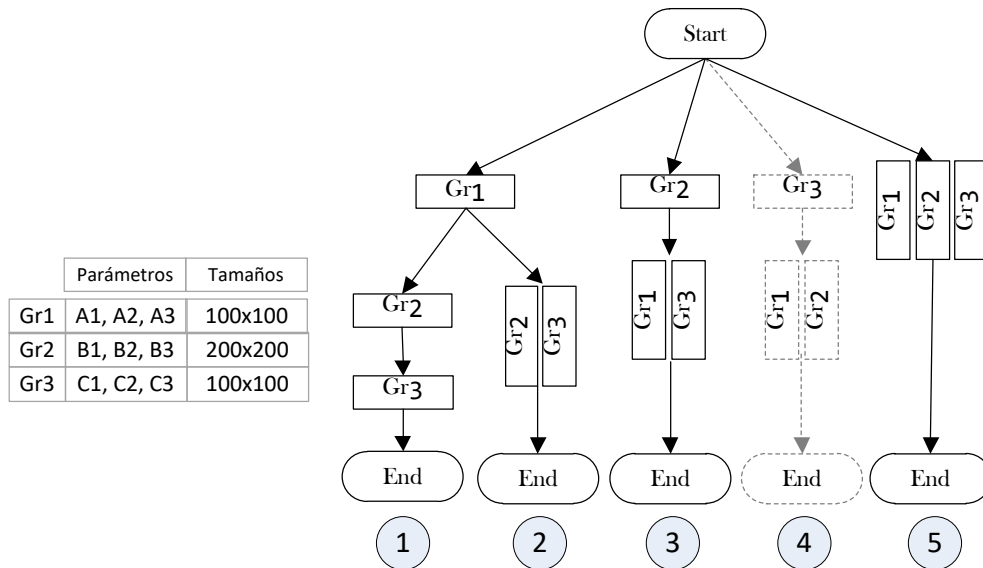 Start
Gr1
Gr2
Gr3
Gr1
Gr2
Gr3
Parámetros Tamaños
Gr1 A1, A2, A3 100x100
Gr2 B1, B2, B3 200x200
Gr3 C1, C2, C3 100x100
Gr2
Gr3
Gr2
Gr3
Gr1
Gr3
Gr1
Gr2
End
End
End
End
End
1
2
3
4
5